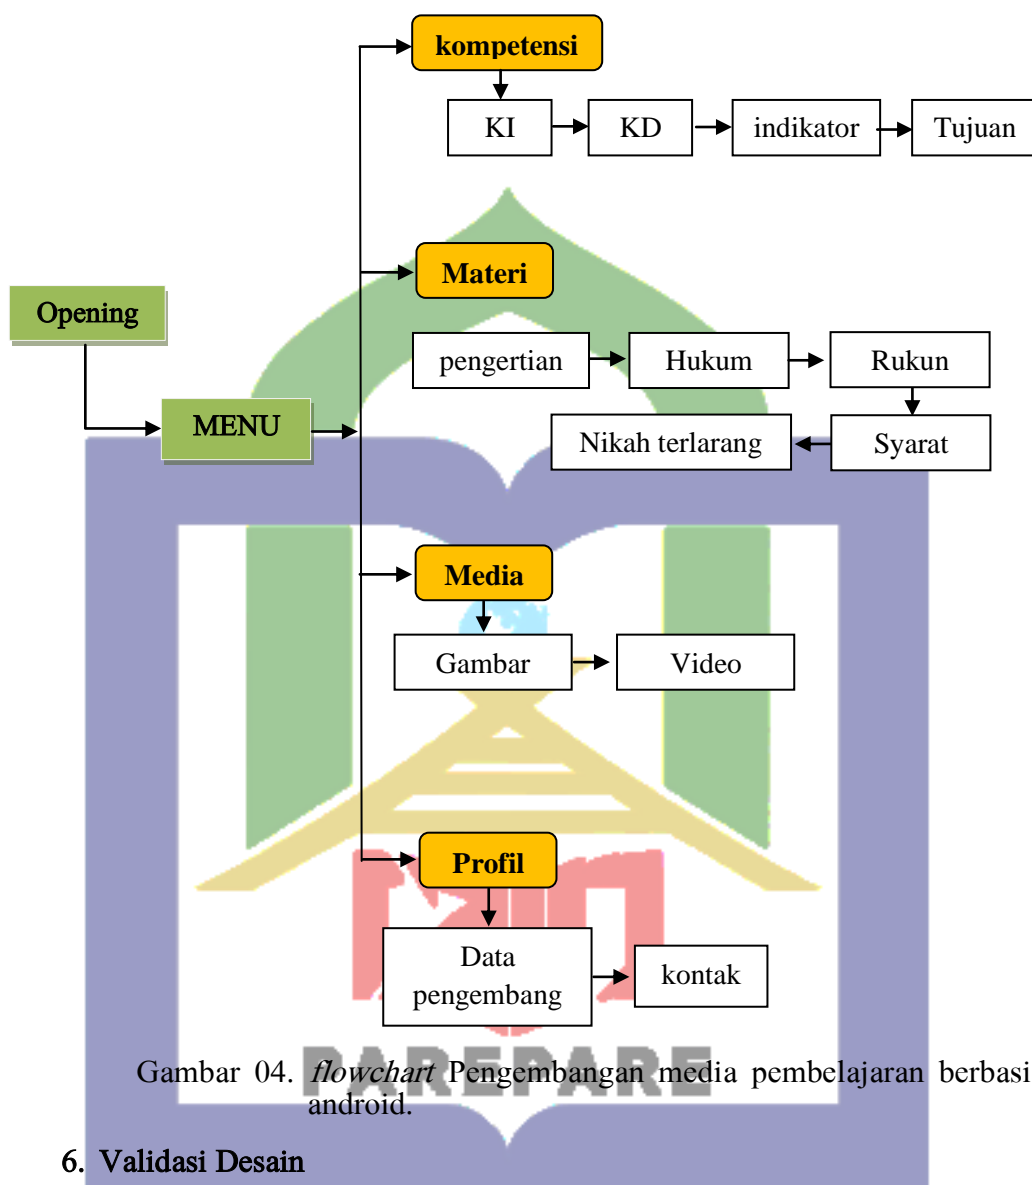 kompetensi
KI KD indikator Tujuan
Materi
Opening
pengertian Hukum Rukun
MENU
Nikah terlarang Syarat
Media
Gambar Video
Profil
Data
pengembang
kontak
PAREPARE
Gambar 04. flowchart Pengembangan media pembelajaran berbasi
android.
6. Validasi Desain